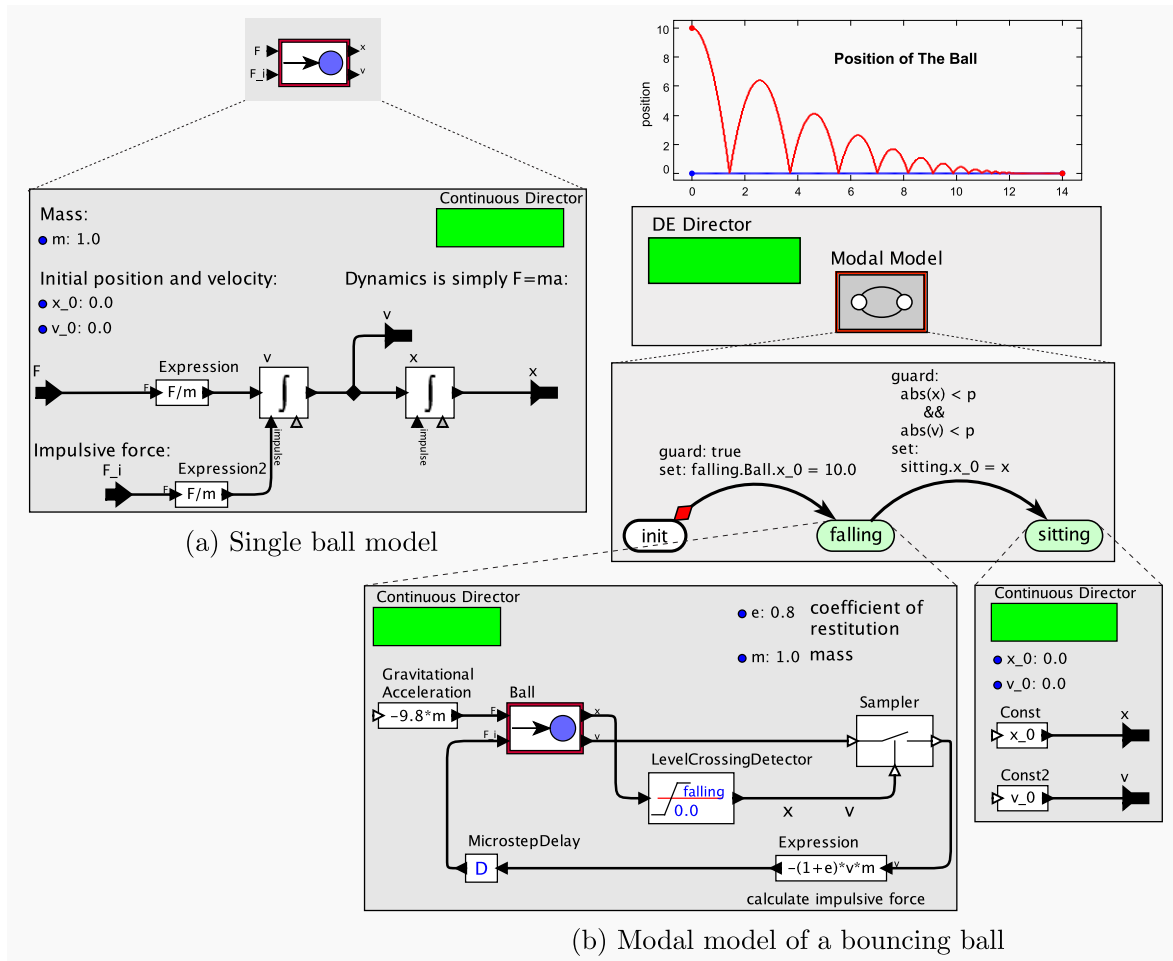 F
x
F_i
v
Mass:
m: 1.0
Continuous Director
Initial position and velocity:
x_0: 0.0
v_0: 0.0
Dynamics is simply F=ma:
v
F
Expression
F
F/m
v
∫
impulse
x
∫
impulse
x
Impulsive force:
F_i
Expression2
F
F/m
(a) Single ball model
Position of The Ball
position
10
8
6
4
2
0
0 2 4 6 8 10 12 14
DE Director
Modal Model
guard: true
set: falling.Ball.x_0 = 10.0
guard:
abs(x) < p
&&
abs(v) < p
set:
sitting.x_0 = x
init
falling
sitting
Continuous Director
e: 0.8 coefficient of
restitution
m: 1.0 mass
Gravitational
Acceleration
-9.8*m
Ball
F
F_i
x
v
Sampler
LevelCrossingDetector
falling
0.0
x v
MicrostepDelay
D
Expression
-(1+e)*v*m
v
calculate impulsive force
Continuous Director
x_0: 0.0
v_0: 0.0
Const
x_0
x
Const2
v_0
v
(b) Modal model of a bouncing ball